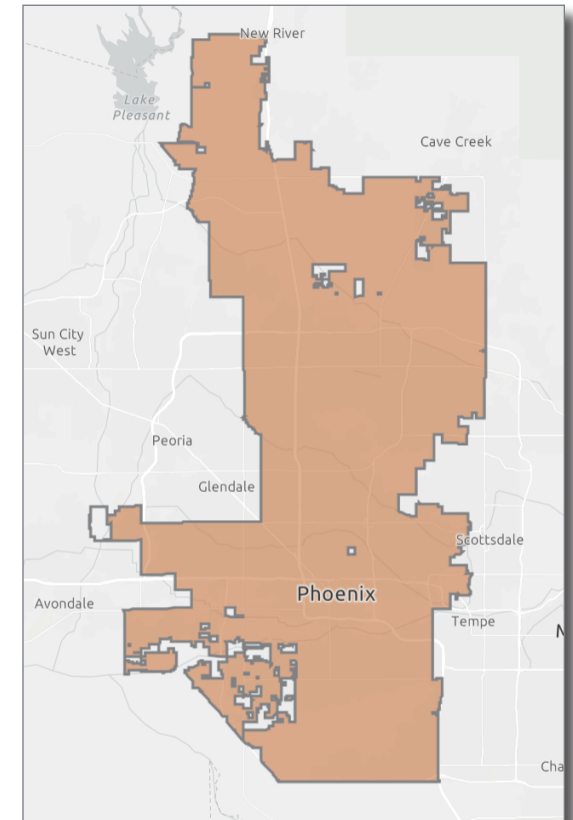 New River
Lake
Pleasant
Cave Creek
Sun City
West
Peoria
Glendale
Scottsdale
Phoenix
Avondale
Tempe
M
Cha